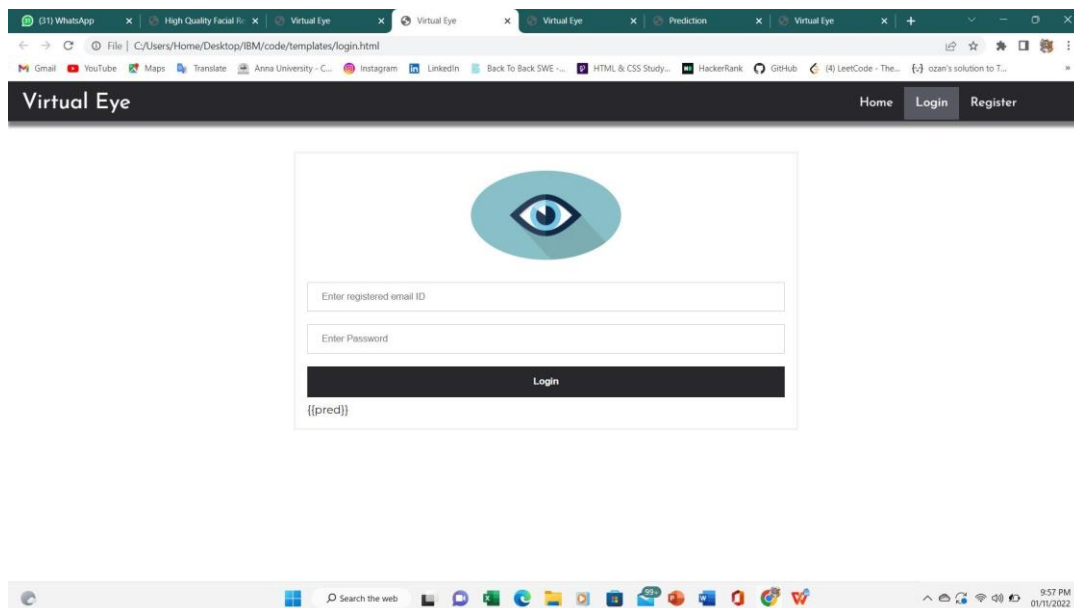 (31) WhatsApp
High Quality Facial Re
Virtual Eye
Virtual Eye
Virtual Eye
Prediction
Virtual Eye
File | C:/Users/Home/Desktop/IBM/code/templates/login.html
Gmail YouTube Maps Translate Anna University - C... Instagram LinkedIn Back To Back SWE -... HTML & CSS Study... HackerRank GitHub (4) LeetCode - The... ozan's solution to T...
Virtual Eye Home Login Register
Enter registered email ID
Enter Password
Login
{{pred}}
Search the web 99+ 9:57 PM
01/11/2022